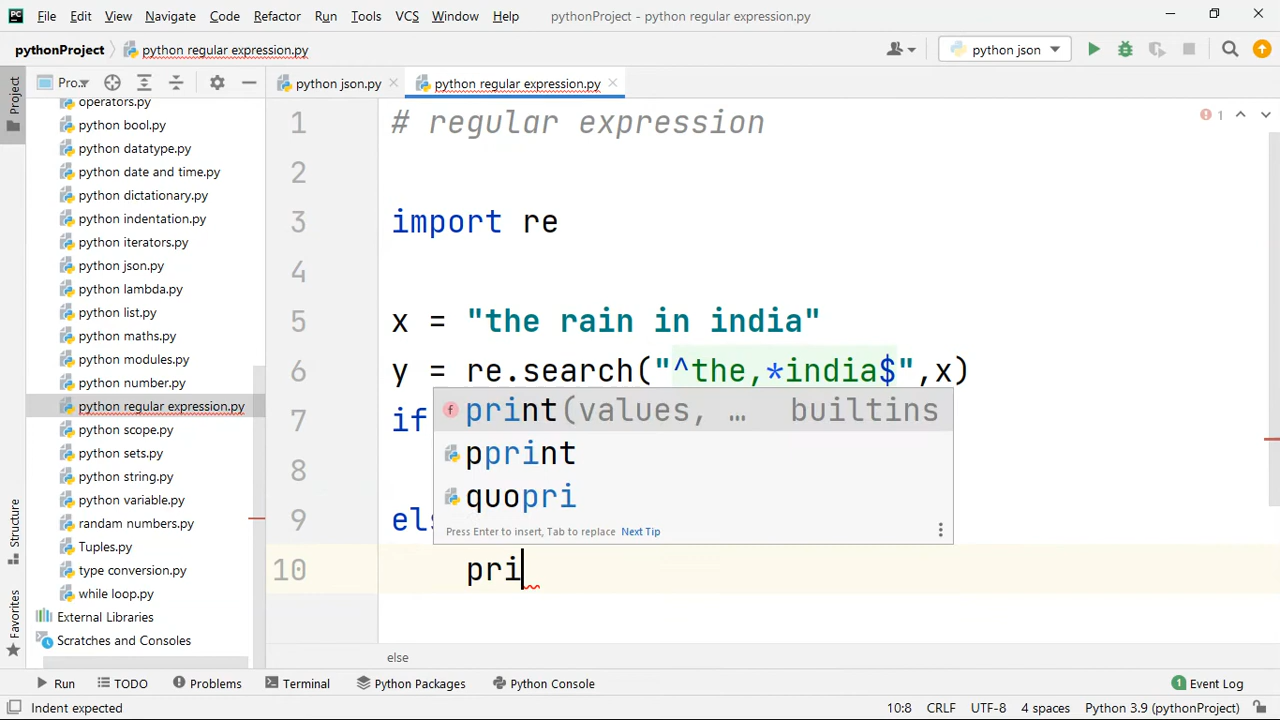 File Edit View Navigate Code Refactor Run Tools VCS Window Help pythonProject - python regular expression.py
pythonProject python regular expression.py python json
Project Pro... python json.py python regular expression.py
operators.py
python bool.py
python datatype.py
python date and time.py
python dictationary.py
python indentation.py
python iterators.py
python json.py
python lambda.py
python list.py
python maths.py
python modules.py
python number.py
python regular expression.py
python scope.py
python sets.py
python string.py
python variable.py
randam numbers.py
Tuples.py
type conversion.py
while loop.py
External Libraries
Scratches and Consoles
Structure
Favorites
1 # regular expression
1
2
3 import re
4
5 x = "the rain in india"
6 y = re.search("^the,*india$",x)
7 if
8
9 els
10 pri
print(values, … builtins
pprint
quopri
Press Enter to insert, Tab to replace Next Tip
else
Run TODO Problems Terminal Python Packages Python Console 1 Event Log
Indent expected 10:8 CRLF UTF-8 4 spaces Python 3.9 (pythonProject)